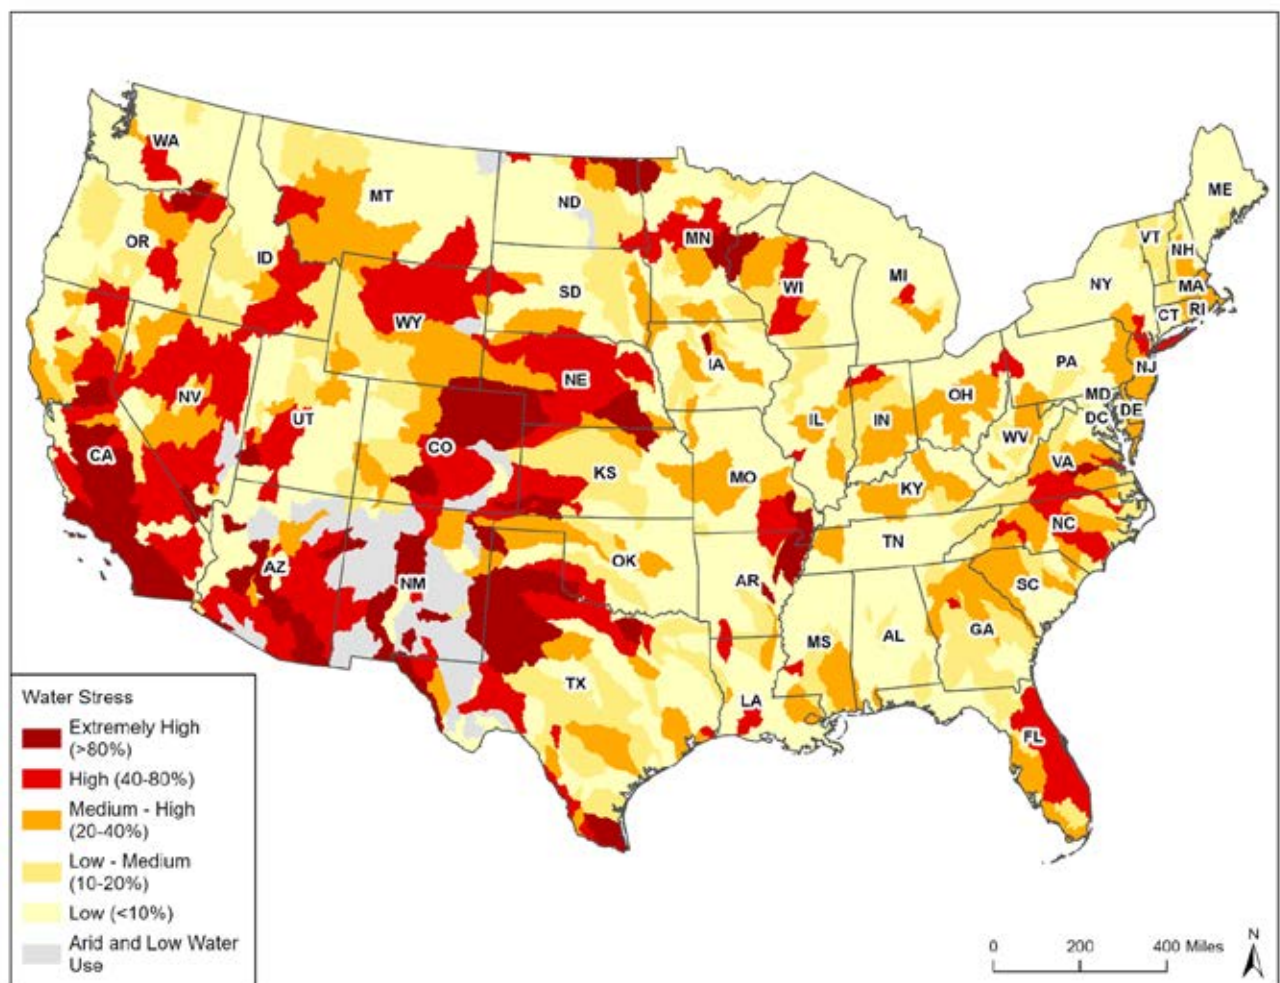 WA
MT
ND
MN
ME
OR
ID
SD
WI
MI
VT
NH
NY
MA
CT
RI
WY
IA
PA
NJ
NV
NE
IL
IN
OH
MD
DE
DC
UT
CO
CA
KS
MO
WV
VA
KY
NC
TN
AZ
NM
OK
AR
SC
MS
AL
GA
TX
LA
FL
Water Stress
Extremely High
(>80%)
High (40-80%)
Medium - High
(20-40%)
Low - Medium
(10-20%)
Low (<10%)
Arid and Low Water
Use
0 200 400 Miles
N